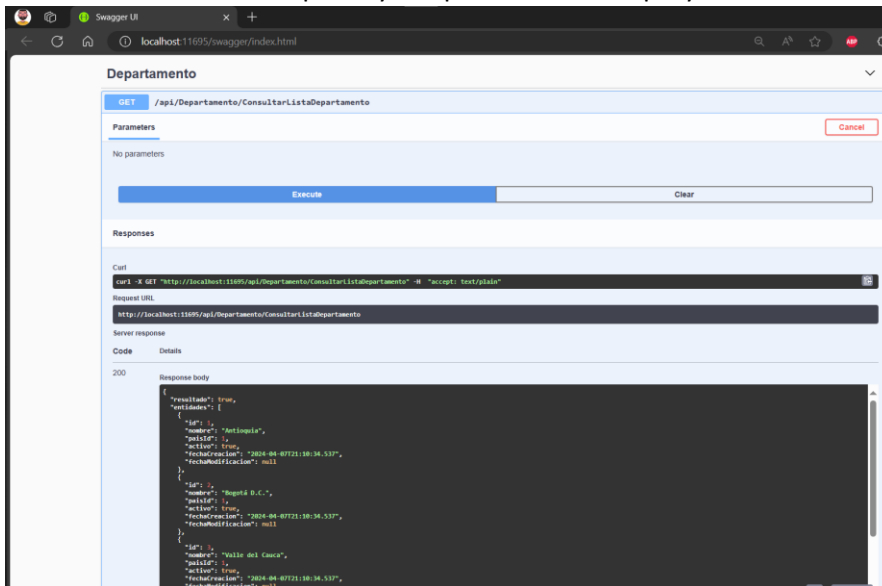 Swagger UI
localhost:11695/swagger/index.html
ABP
Departamento
GET /api/Departamento/ConsultarListaDepartamento
Parameters
Cancel
No parameters
Execute
Clear
Responses
Curl
curl -X GET "http://localhost:11695/api/Departamento/ConsultarListaDepartamento" -H "accept: text/plain"
Request URL
http://localhost:11695/api/Departamento/ConsultarListaDepartamento
Server response
Code Details
200
Response body
{
"resultado": true,
"entidades": [
{
"id": 1,
"nombre": "Antioquia",
"paisId": 1,
"activo": true,
"fechaCreacion": "2024-04-07T21:10:34.537",
"fechaModificacion": null
},
{
"id": 2,
"nombre": "Bogotá D.C.",
"paisId": 1,
"activo": true,
"fechaCreacion": "2024-04-07T21:10:34.537",
"fechaModificacion": null
},
{
"id": 3,
"nombre": "Valle del Cauca",
"paisId": 1,
"activo": true,
"fechaCreacion": "2024-04-07T21:10:34.537",